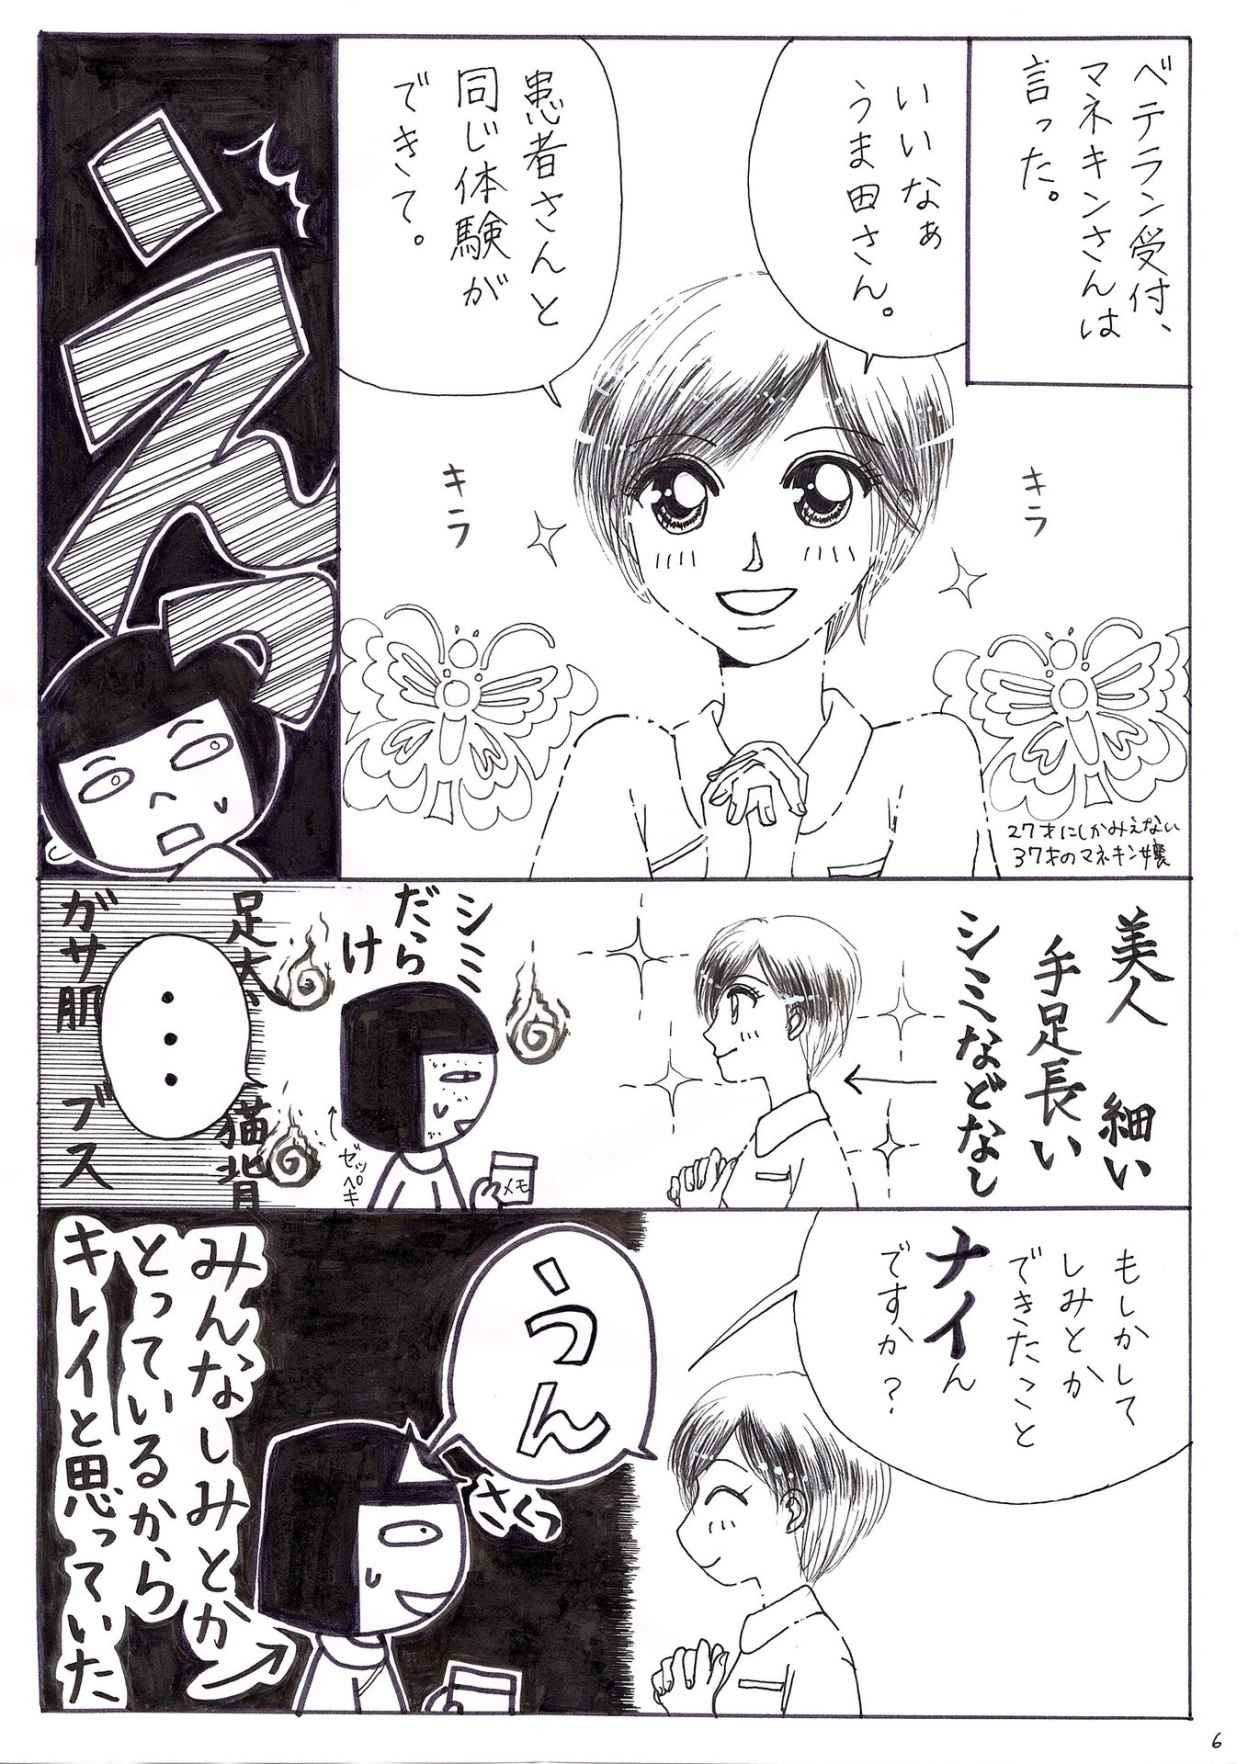 ベテラン受付、
マネキンさんは
言った。
いいなぁ
うま田さん。
患者さんと
同じ体験が
できて。
キラ
キラ
27才にしかみえない
37才のマネキン嬢
美人 細い
手足長い
シミなどなし
シミ
だら
け
ゼッペキ
メモ
・・・
猫背
ガサ肌 ブス
もしかして
しみとか
できたこと
ナイん
ですか?
うん
さくっ
みんなしみとか
とっているから
キレイと思っていた
6